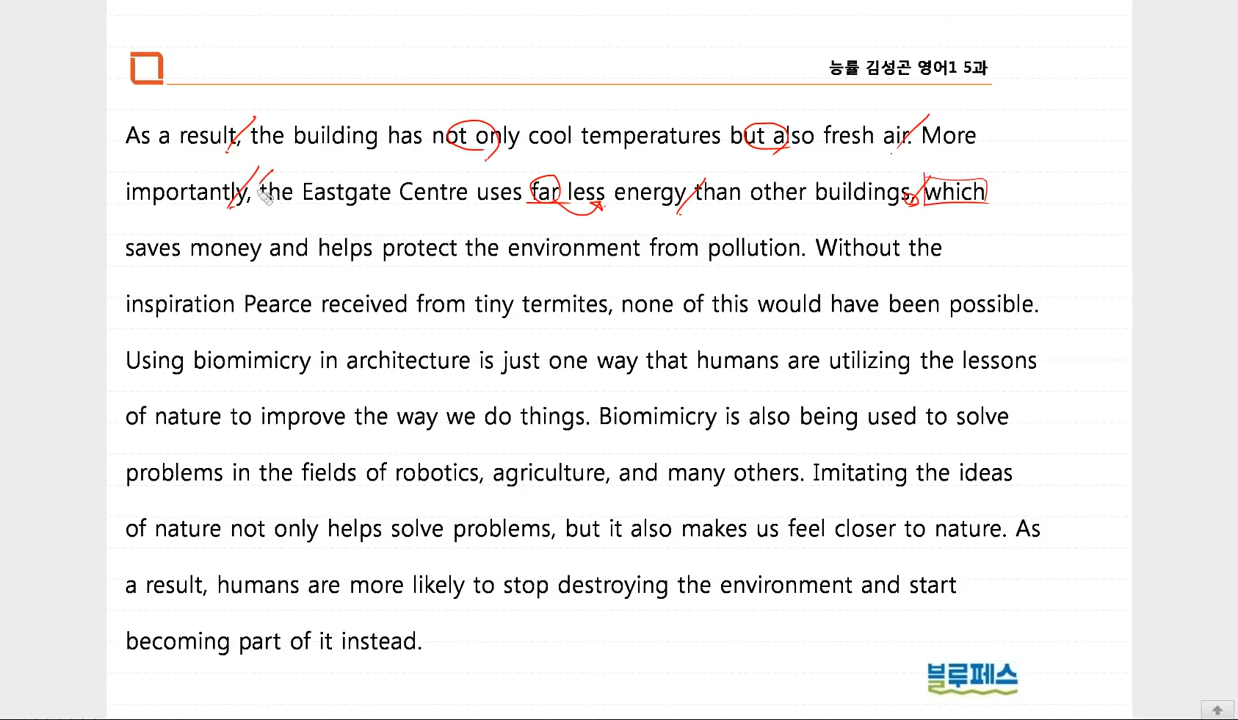 능률 김성곤 영어1 5과
As a result, the building has not only cool temperatures but also fresh air. More
importantly, the Eastgate Centre uses far less energy than other buildings, which
saves money and helps protect the environment from pollution. Without the
inspiration Pearce received from tiny termites, none of this would have been possible.
Using biomimicry in architecture is just one way that humans are utilizing the lessons
of nature to improve the way we do things. Biomimicry is also being used to solve
problems in the fields of robotics, agriculture, and many others. Imitating the ideas
of nature not only helps solve problems, but it also makes us feel closer to nature. As
a result, humans are more likely to stop destroying the environment and start
becoming part of it instead.
블루페스